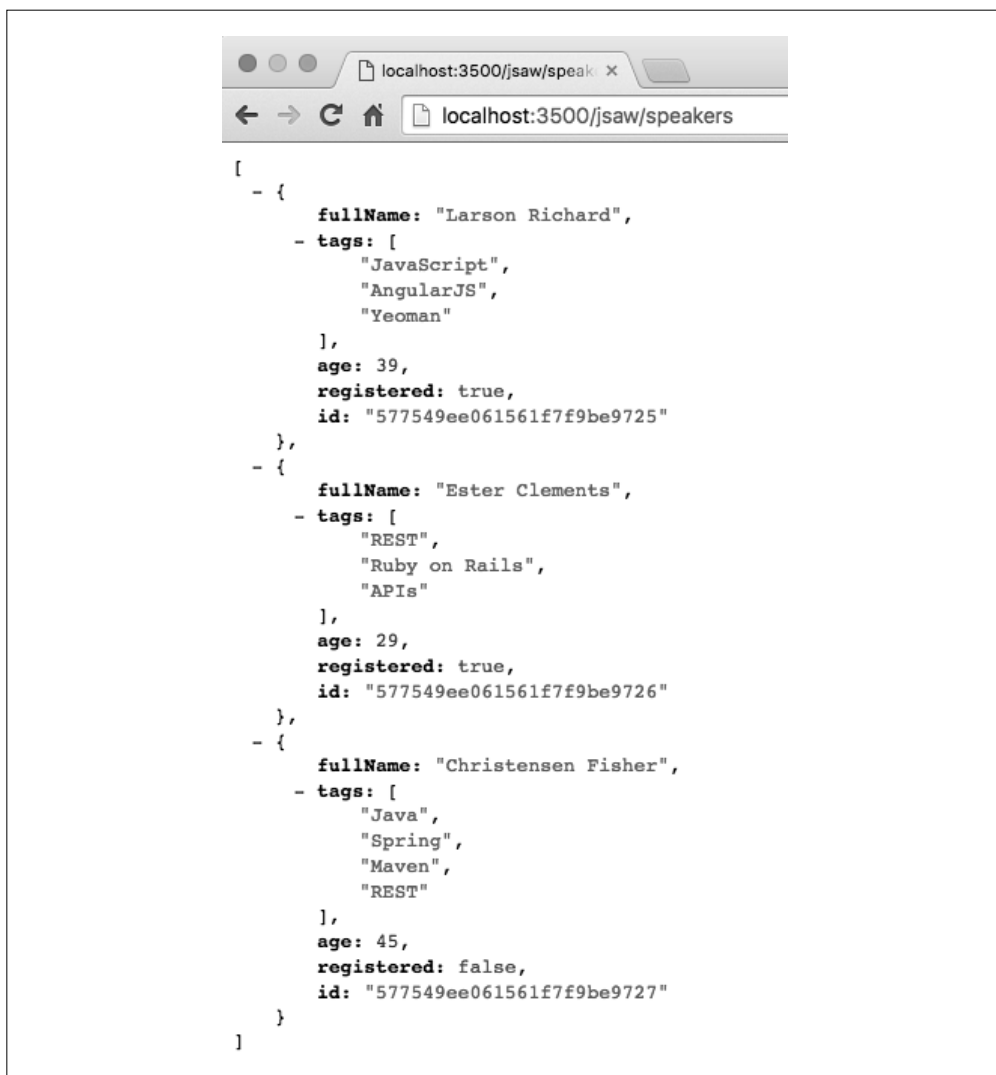 localhost:3500/jsaw/speak
localhost:3500/jsaw/speakers
[
- {
fullName: "Larson Richard",
- tags: [
"JavaScript",
"AngularJS",
"Yeoman"
],
age: 39,
registered: true,
id: "577549ee061561f7f9be9725"
},
- {
fullName: "Ester Clements",
- tags: [
"REST",
"Ruby on Rails",
"APIs"
],
age: 29,
registered: true,
id: "577549ee061561f7f9be9726"
},
- {
fullName: "Christensen Fisher",
- tags: [
"Java",
"Spring",
"Maven",
"REST"
],
age: 45,
registered: false,
id: "577549ee061561f7f9be9727"
}
]